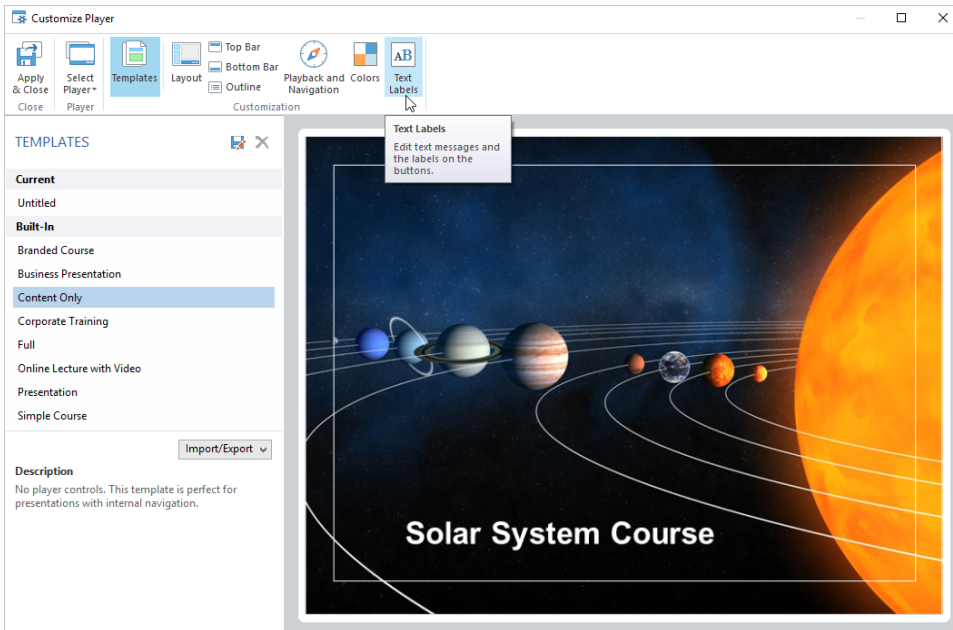 Customize Player
Apply
& Close
Select
Player
Templates
Layout
Top Bar
Bottom Bar
Outline
Playback and
Navigation
Colors
AB
Text
Labels
Close
Player
Customization
TEMPLATES
Text Labels
Edit text messages and
the labels on the
buttons.
Current
Untitled
Built-In
Branded Course
Business Presentation
Content Only
Corporate Training
Full
Online Lecture with Video
Presentation
Simple Course
Import/Export
Description
No player controls. This template is perfect for
presentations with internal navigation.
Solar System Course